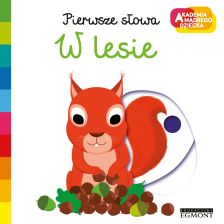 Pierwsze słowa
AKADEMIA
MĄDREGO
DZIECKA
W lesie
EGMONT